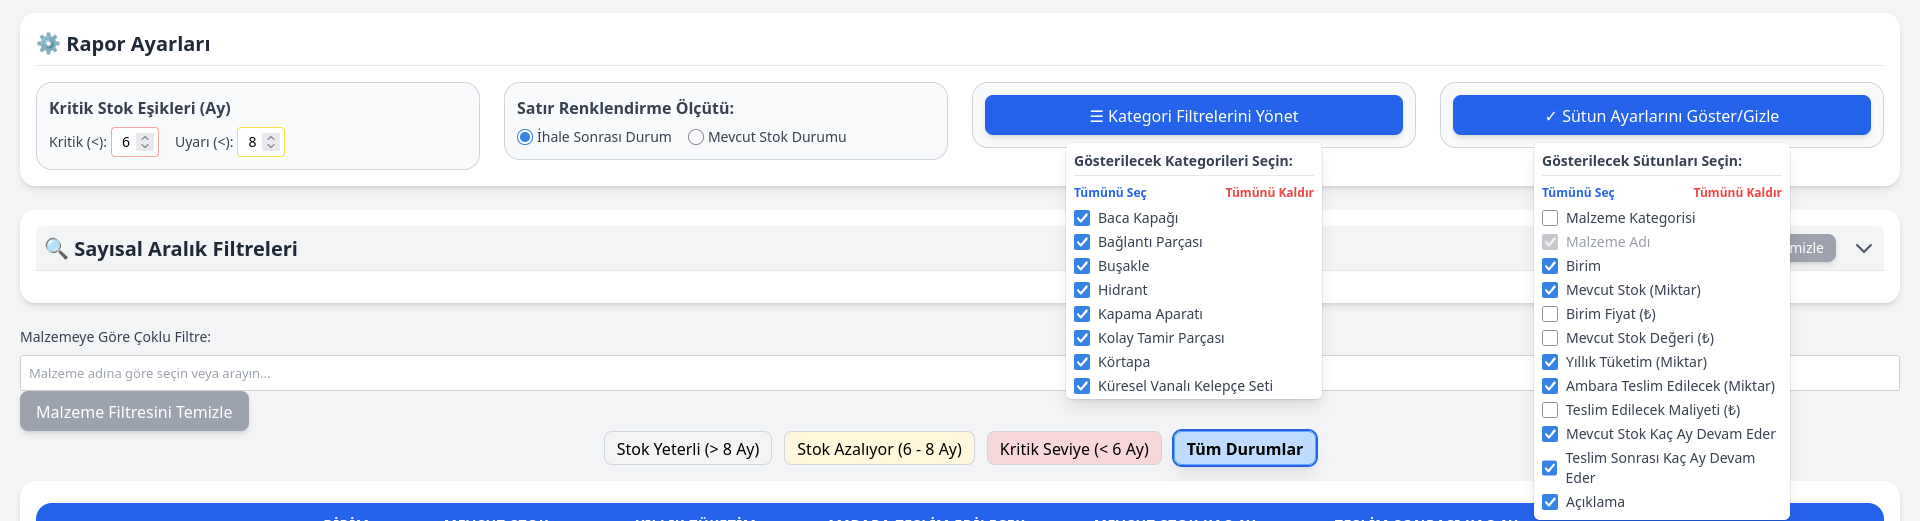 Rapor Ayarları
Kritik Stok Eşikleri (Ay)
Kritik (<): 6 Uyarı (<): 8
Satır Renklendirme Ölçütü:
İhale Sonrası Durum Mevcut Stok Durumu
☰ Kategori Filtrelerini Yönet
✓ Sütun Ayarlarını Göster/Gizle
Gösterilecek Kategorileri Seçin:
Tümünü Seç Tümünü Kaldır
Baca Kapağı
Bağlantı Parçası
Buşakle
Hidrant
Kapama Aparatı
Kolay Tamir Parçası
Körtapa
Küresel Vanalı Kelepçe Seti
Gösterilecek Sütunları Seçin:
Tümünü Seç Tümünü Kaldır
Malzeme Kategorisi
Malzeme Adı
Birim
Mevcut Stok (Miktar)
Birim Fiyat (₺)
Mevcut Stok Değeri (₺)
Yıllık Tüketim (Miktar)
Ambara Teslim Edilecek (Miktar)
Teslim Edilecek Maliyeti (₺)
Mevcut Stok Kaç Ay Devam Eder
Teslim Sonrası Kaç Ay Devam
Eder
Açıklama
Sayısal Aralık Filtreleri
mizle
Malzemeye Göre Çoklu Filtre:
Malzeme adına göre seçin veya arayın...
Malzeme Filtresini Temizle
Stok Yeterli (> 8 Ay) Stok Azalıyor (6 - 8 Ay) Kritik Seviye (< 6 Ay) Tüm Durumlar